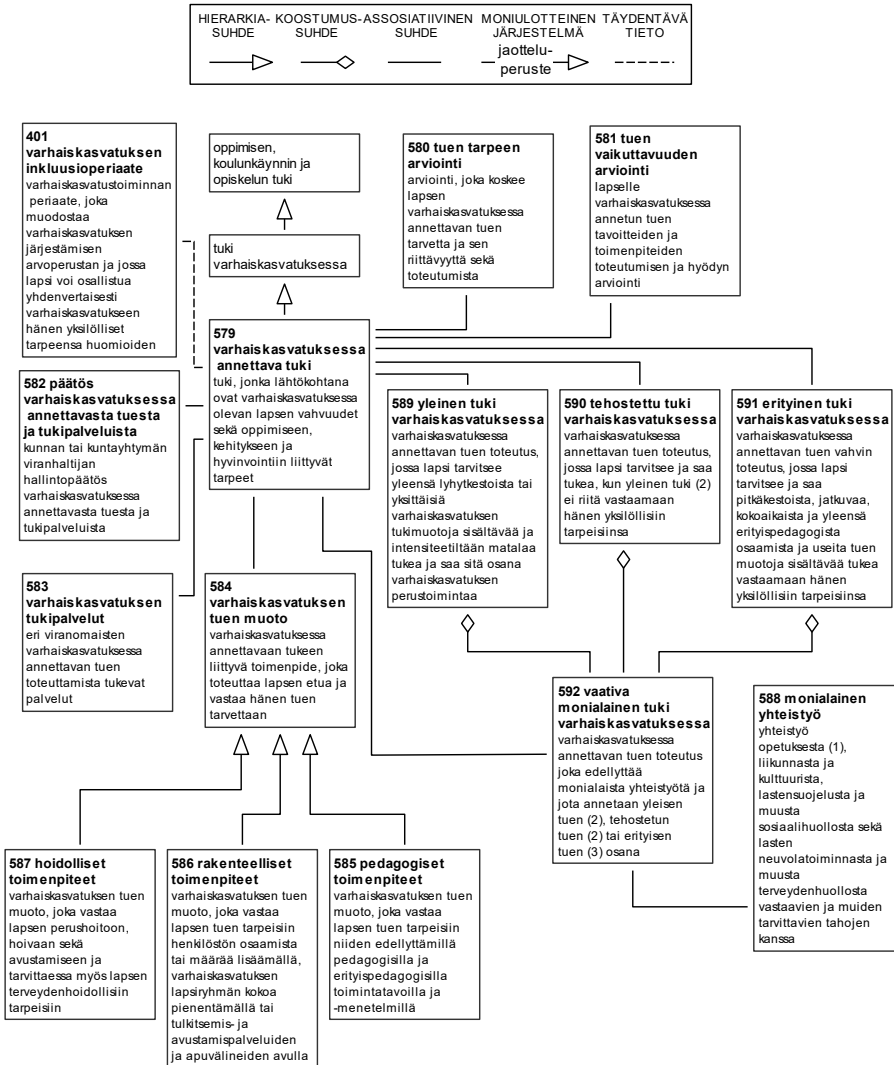 HIERARKIA-
SUHDE
KOOSTUMUS-
SUHDE
ASSOSIATIIVINEN
SUHDE
MONIULOTTEINEN
JÄRJESTELMÄ
jaottelu-
peruste
TÄYDENTÄVÄ
TIETO
401
varhaiskasvatuksen
inkluusioperiaate
varhaiskasvatustoiminnan
periaate, joka
muodostaa
varhaiskasvatuksen
järjestämisen
arvoperustan ja jossa
lapsi voi osallistua
yhdenvertaisesti
varhaiskasvatukseen
hänen yksilölliset
tarpeensa huomioiden
oppimisen,
koulunkäynnin ja
opiskelun tuki
tuki
varhaiskasvatuksessa
580 tuen tarpeen
arviointi
arviointi, joka koskee
lapsen
varhaiskasvatuksessa
annettavan tuen
tarvetta ja sen
riittävyyttä sekä
toteutumista
581 tuen
vaikuttavuuden
arviointi
lapselle
varhaiskasvatuksessa
annetun tuen
tavoitteiden ja
toimenpiteiden
toteutumisen ja hyödyn
arviointi
579
varhaiskasvatuksessa
annettava tuki
tuki, jonka lähtökohtana
ovat varhaiskasvatuksessa
olevan lapsen vahvuudet
sekä oppimiseen,
kehitykseen ja
hyvinvointiin liittyvät
tarpeet
582 päätös
varhaiskasvatuksessa
annettavasta tuesta
ja tukipalveluista
kunnan tai kuntayhtymän
viranhaltijan
hallintopäätös
varhaiskasvatuksessa
annettavasta tuesta ja
tukipalveluista
589 yleinen tuki
varhaiskasvatuksessa
varhaiskasvatuksessa
annettavan tuen toteutus,
jossa lapsi tarvitsee
yleensä lyhytkestoista tai
yksittäisiä
varhaiskasvatuksen
tukimuotoja sisältävää ja
intensiteetiltään matalaa
tukea ja saa sitä osana
varhaiskasvatuksen
perustoimintaa
590 tehostettu tuki
varhaiskasvatuksessa
varhaiskasvatuksessa
annettavan tuen toteutus,
jossa lapsi tarvitsee ja saa
tukea, kun yleinen tuki (2)
ei riitä vastaamaan
hänen yksilöllisiin
tarpeisiinsa
591 erityinen tuki
varhaiskasvatuksessa
varhaiskasvatuksessa
annettavan tuen vahvin
toteutus, jossa lapsi
tarvitsee ja saa
pitkäkestoista, jatkuvaa,
kokoaikaista ja yleensä
erityispedagogista
osaamista ja useita tuen
muotoja sisältävää tukea
vastaamaan hänen
yksilöllisiin tarpeisiinsa
583
varhaiskasvatuksen
tukipalvelut
eri viranomaisten
varhaiskasvatuksessa
annettavan tuen
toteuttamista tukevat
palvelut
584
varhaiskasvatuksen
tuen muoto
varhaiskasvatuksessa
annettavaan tukeen
liittyvä toimenpide, joka
toteuttaa lapsen etua ja
vastaa hänen tuen
tarvettaan
592 vaativa
monialainen tuki
varhaiskasvatuksessa
varhaiskasvatuksessa
annettavan tuen toteutus
joka edellyttää
monialaista yhteistyötä ja
jota annetaan yleisen
tuen (2), tehostetun
tuen (2) tai erityisen
tuen (3) osana
588 monialainen
yhteistyö
yhteistyö
opetuksesta (1),
liikunnasta ja
kulttuurista,
lastensuojelusta ja
muusta
sosiaalihuollosta sekä
lasten
neuvolatoiminnasta ja
muusta
terveydenhuollosta
vastaavien ja muiden
tarvittavien tahojen
kanssa
587 hoidolliset
toimenpiteet
varhaiskasvatuksen tuen
muoto, joka vastaa
lapsen perushoitoon,
hoivaan sekä
avustamiseen ja
tarvittaessa myös lapsen
terveydenhoidollisiin
tarpeisiin
586 rakenteelliset
toimenpiteet
varhaiskasvatuksen tuen
muoto, joka vastaa
lapsen tuen tarpeisiin
henkilöstön osaamista
tai määrää lisäämällä,
varhaiskasvatuksen
lapsiryhmän kokoa
pienentämällä tai
tulkitsemis- ja
avustamispalveluiden
ja apuvälineiden avulla
585 pedagogiset
toimenpiteet
varhaiskasvatuksen tuen
muoto, joka vastaa
lapsen tuen tarpeisiin
niiden edellyttämillä
pedagogisilla ja
erityispedagogisilla
toimintatavoilla ja
-menetelmillä